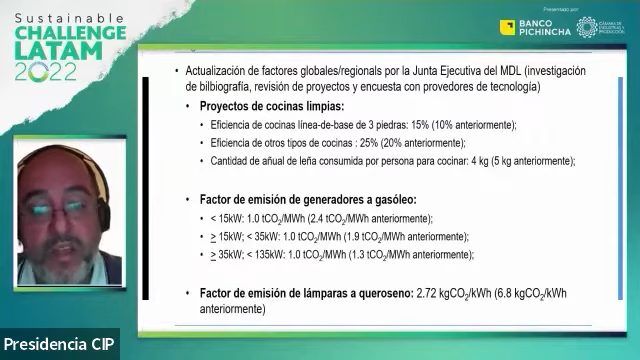 Sustainable
CHALLENGE
LATAM
2022
Presentado por
BANCO
PICHINCHA
CÁMARA DE
INDUSTRIAS Y
PRODUCCIÓN
• Actualización de factores globales/regionals por la Junta Ejecutiva del MDL (investigación
de bilbiografía, revisión de proyectos y encuesta con provedores de tecnología)
• Proyectos de cocinas limpias:
• Eficiencia de cocinas línea-de-base de 3 piedras: 15% (10% anteriormente);
• Eficiencia de otros tipos de cocinas : 25% (20% anteriormente);
• Cantidad de añual de leña consumida por persona para cocinar: 4 kg (5 kg anteriormente);
• Factor de emisión de generadores a gasóleo:
• < 15kW: 1.0 tCO₂/MWh (2.4 tCO₂/MWh anteriormente);
• ≥ 15kW; < 35kW: 1.0 tCO₂/MWh (1.9 tCO₂/MWh anteriormente);
• ≥ 35kW; < 135kW: 1.0 tCO₂/MWh (1.3 tCO₂/MWh anteriormente);
• Factor de emisión de lámparas a queroseno: 2.72 kgCO₂/kWh (6.8 kgCO₂/kWh
anteriormente)
Presidencia CIP